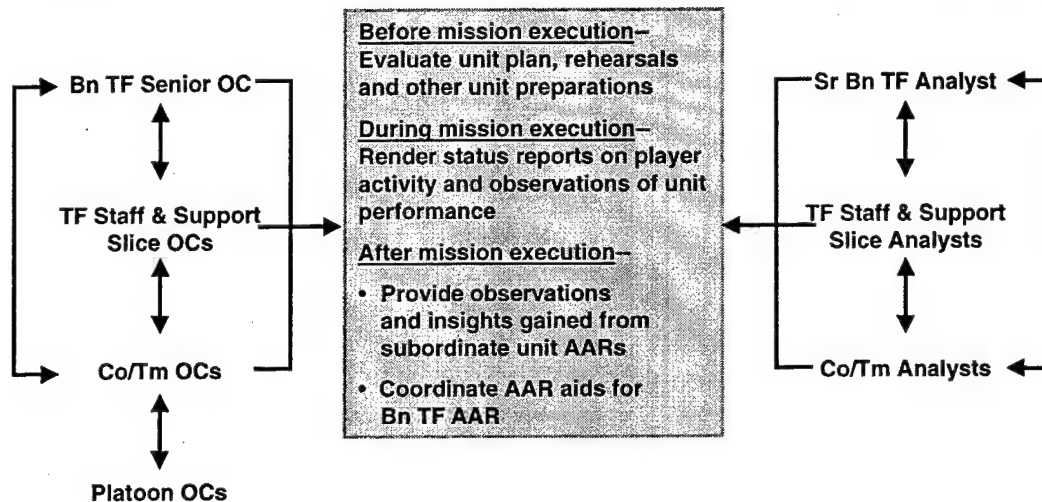 Bn TF Senior OC
TF Staff & Support
Slice OCs
Co/Tm OCs
Platoon OCs
Before mission execution–
Evaluate unit plan, rehearsals
and other unit preparations
During mission execution–
Render status reports on player
activity and observations of unit
performance
After mission execution–
• Provide observations
and insights gained from
subordinate unit AARs
• Coordinate AAR aids for
Bn TF AAR
Sr Bn TF Analyst
TF Staff & Support
Slice Analysts
Co/Tm Analysts